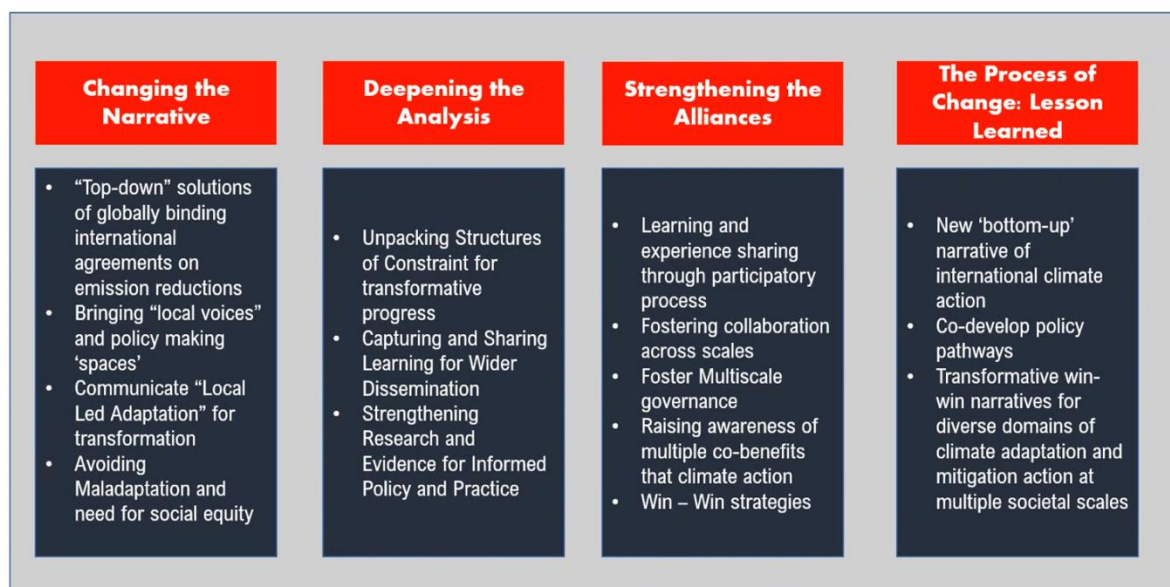 Changing the
Narrative
• “Top-down” solutions
of globally binding
international
agreements on
emission reductions
• Bringing “local voices”
and policy making
‘spaces’
• Communicate “Local
Led Adaptation” for
transformation
• Avoiding
Maladaptation and
need for social equity
Deepening the
Analysis
• Unpacking Structures
of Constraint for
transformative
progress
• Capturing and Sharing
Learning for Wider
Dissemination
• Strengthening
Research and
Evidence for Informed
Policy and Practice
Strengthening the
Alliances
• Learning and
experience sharing
through participatory
process
• Fostering collaboration
across scales
• Foster Multiscale
governance
• Raising awareness of
multiple co-benefits
that climate action
• Win – Win strategies
The Process of
Change: Lesson
Learned
• New ‘bottom-up’
narrative of
international climate
action
• Co-develop policy
pathways
• Transformative win-
win narratives for
diverse domains of
climate adaptation and
mitigation action at
multiple societal scales